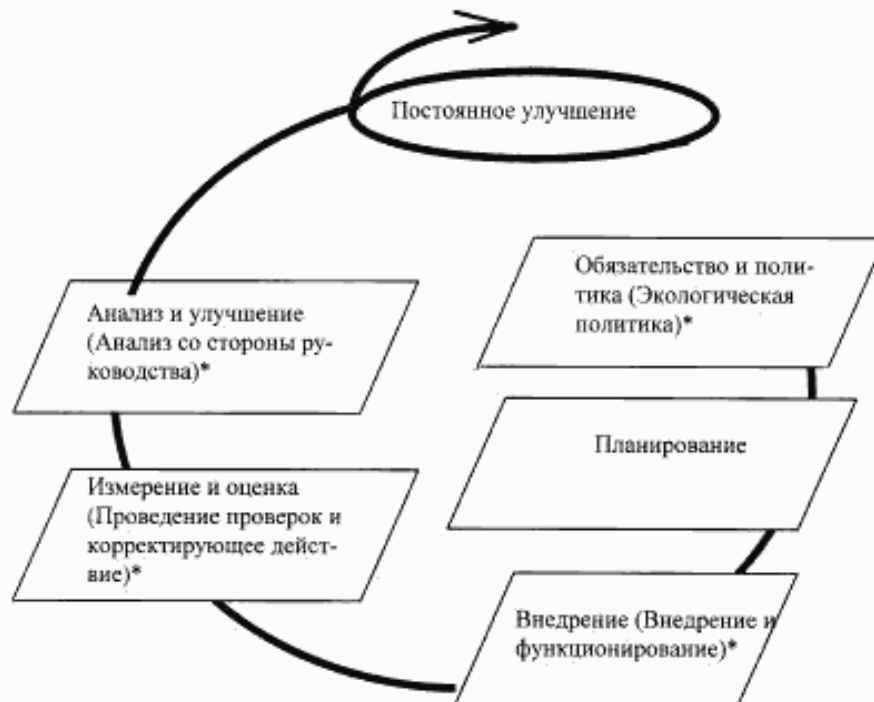 Постоянное улучшение
Обязательство и поли-
тика (Экологическая
политика)*
Планирование
Внедрение (Внедрение и
функционирование)*
Измерение и оценка
(Проведение проверок и
корректирующее дейст-
вие)*
Анализ и улучшение
(Анализ со стороны ру-
ководства)*